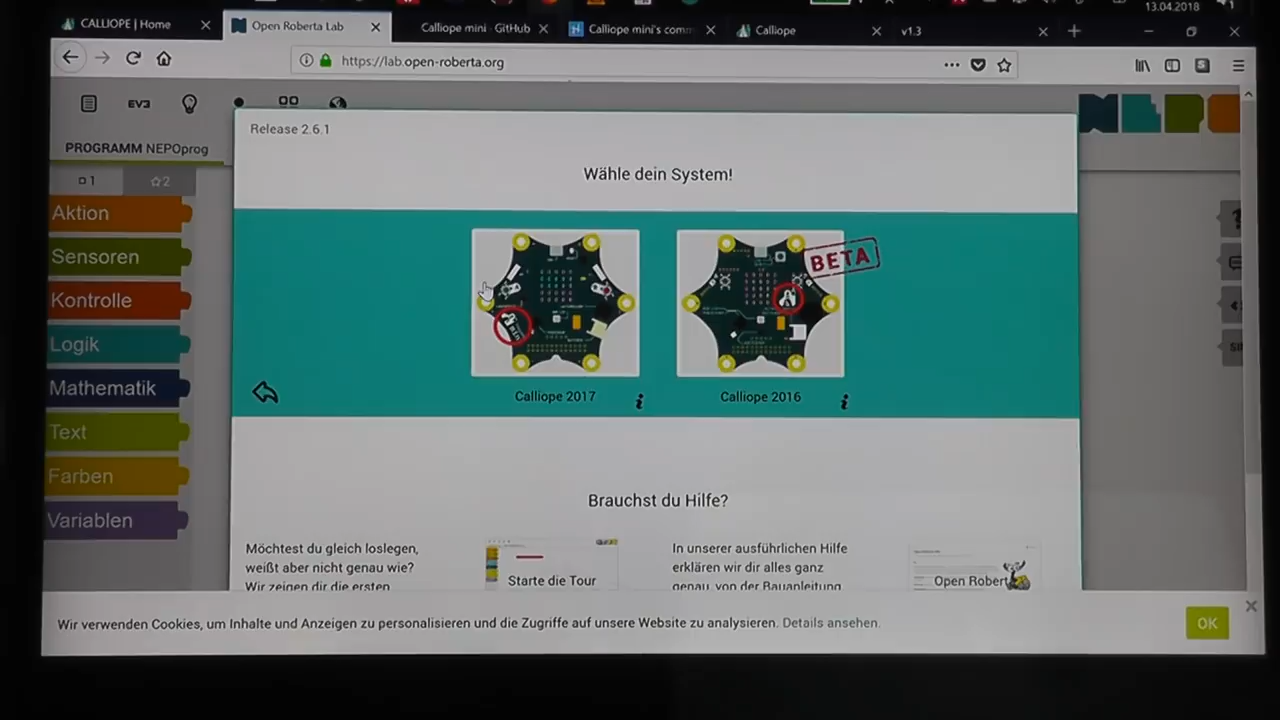 13.04.2018
CALLIOPE | Home
Open Roberta Lab
Calliope mini · GitHub
Calliope mini's com
Calliope
v1.3
https://lab.open-roberta.org
EV3
PROGRAMM NEPOprog
1
2
Aktion
Sensoren
Kontrolle
Logik
Mathematik
Text
Farben
Variablen
Release 2.6.1
Wähle dein System!
BETA
Calliope 2017
Calliope 2016
Brauchst du Hilfe?
Möchtest du gleich loslegen,
weißt aber nicht genau wie?
Wir zeigen dir die ersten
Starte die Tour
In unserer ausführlichen Hilfe
erklären wir dir alles ganz
genau, von der Bauanleitung
Open Robert
Wir verwenden Cookies, um Inhalte und Anzeigen zu personalisieren und die Zugriffe auf unsere Website zu analysieren. Details ansehen.
OK